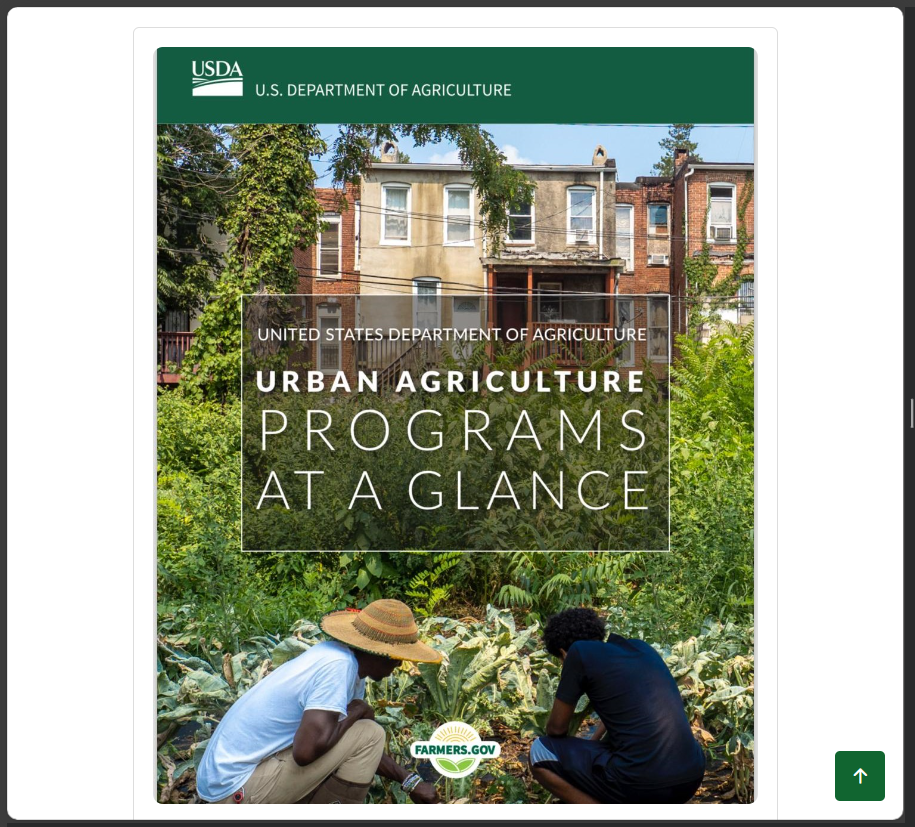 USDA
U.S. DEPARTMENT OF AGRICULTURE
UNITED STATES DEPARTMENT OF AGRICULTURE
URBAN AGRICULTURE
PROGRAMS
AT A GLANCE
FARMERS.GOV